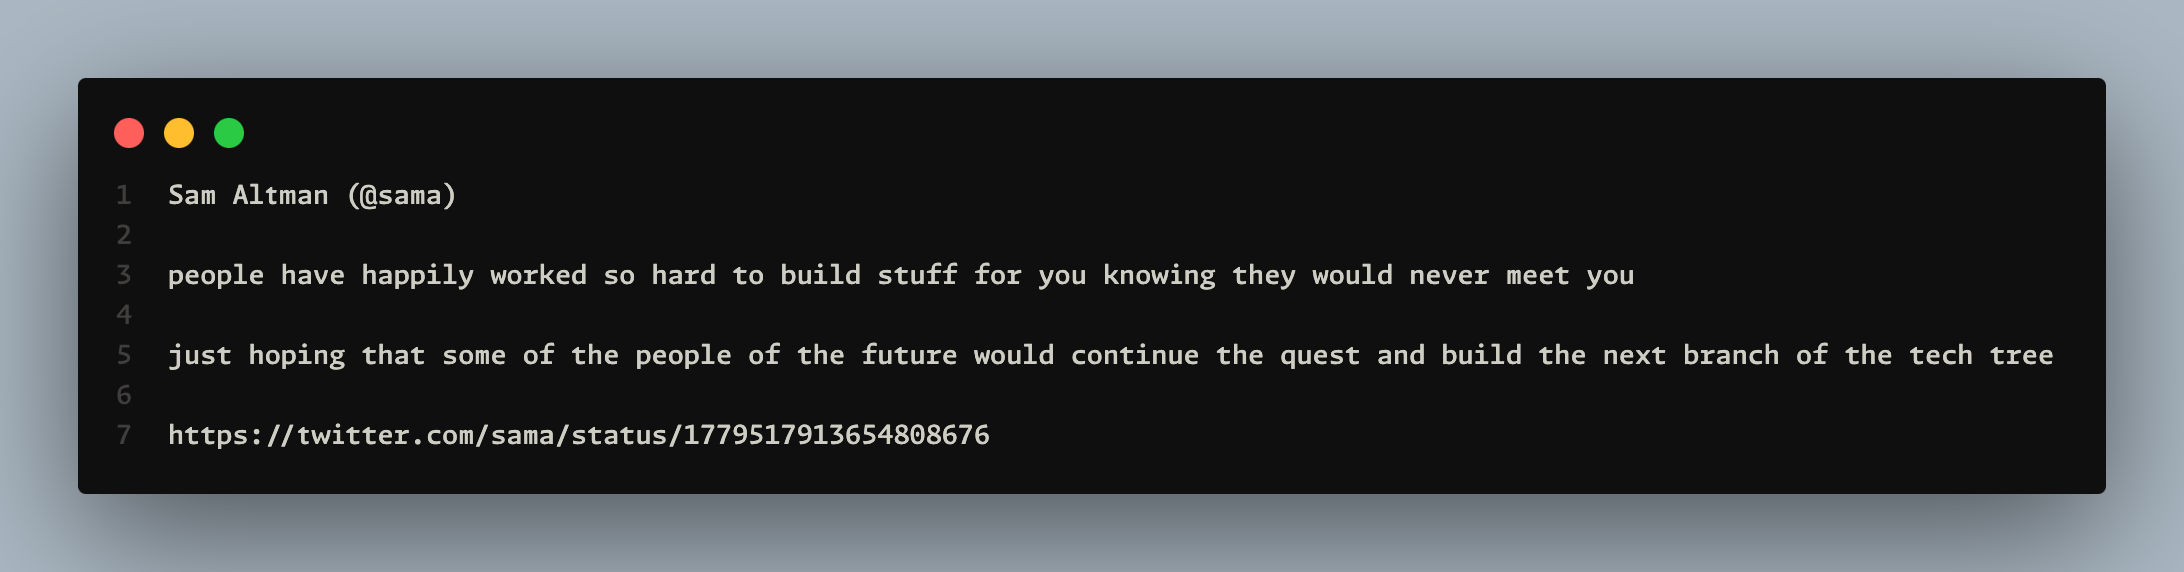 1 Sam Altman (@sama)
2
3 people have happily worked so hard to build stuff for you knowing they would never meet you
4
5 just hoping that some of the people of the future would continue the quest and build the next branch of the tech tree
6
7 https://twitter.com/sama/status/1779517913654808676